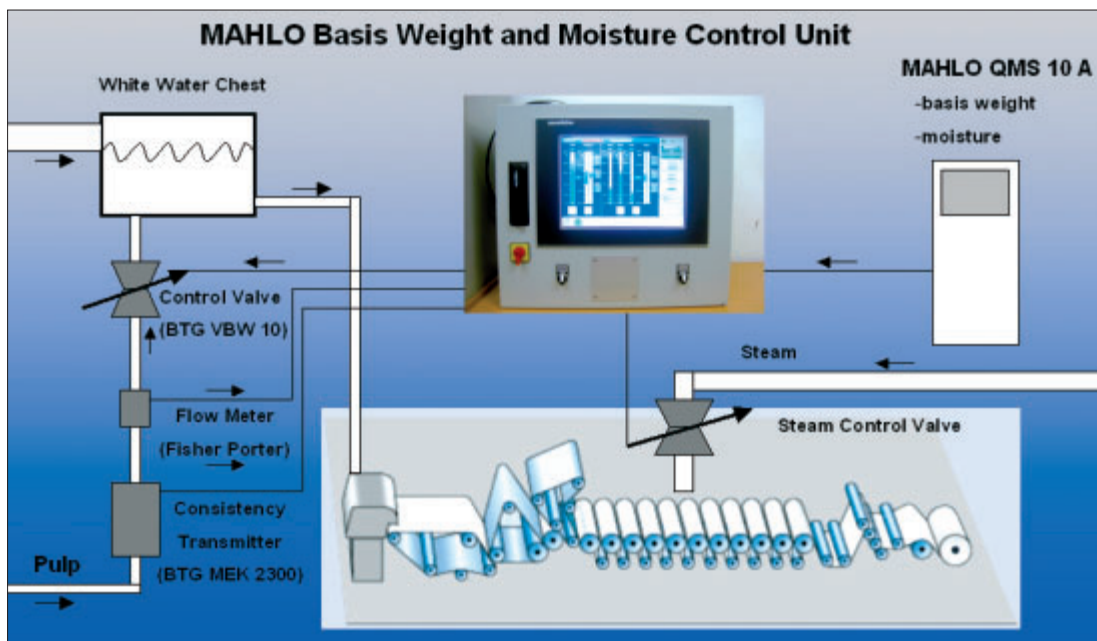 MAHLO Basis Weight and Moisture Control Unit
White Water Chest
MAHLO QMS 10 A
-basis weight
-moisture
Control Valve
(BTG VBW 10)
Steam
Flow Meter
(Fisher Porter)
Steam Control Valve
Consistency
Transmitter
(BTG MEK 2300)
Pulp